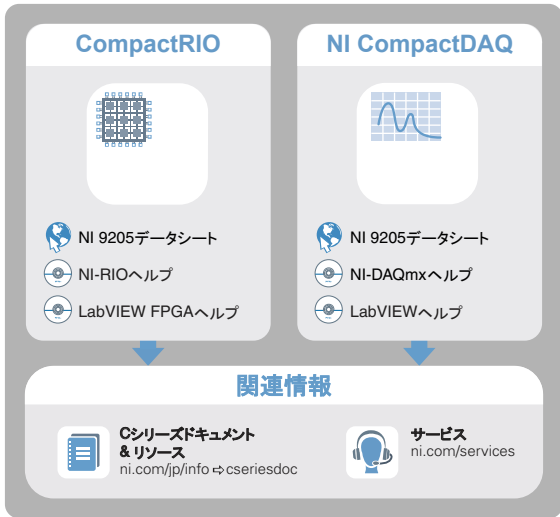 CompactRIO
NI 9205データシート
NI-RIOヘルプ
LabVIEW FPGAヘルプ
NI CompactDAQ
NI 9205データシート
NI-DAQmxヘルプ
LabVIEWヘルプ
関連情報
Cシリーズドキュメント
& リソース
ni.com/jp/info ⇨ cseriesdoc
サービス
ni.com/services